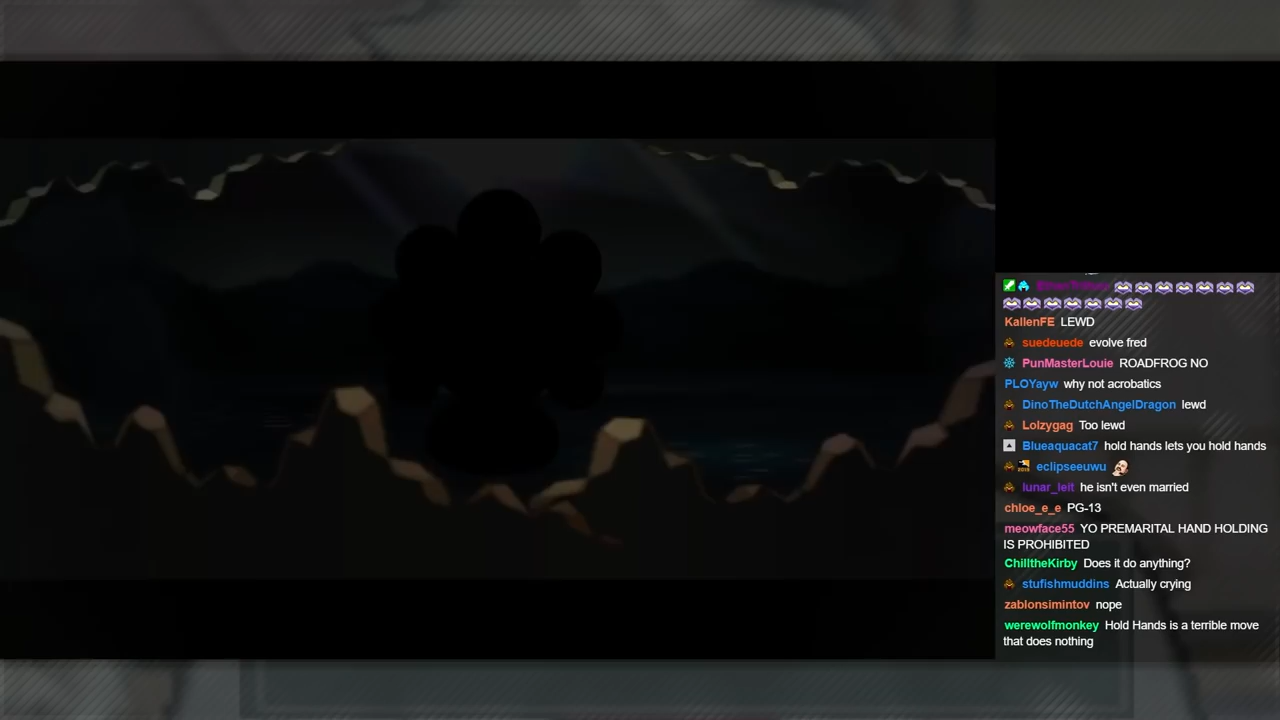 KallenFE LEWD
suedeuede evolve fred
PunMasterLouie ROADFROG NO
PLOYayw why not acrobatics
DinoTheDutchAngelDragon lewd
Lolzygag Too lewd
Blueaquacat7 hold hands lets you hold hands
eclipseeuwu
lunar_leit he isn't even married
chloe_e_e PG-13
meowface55 YO PREMARITAL HAND HOLDING
IS PROHIBITED
ChilltheKirby Does it do anything?
stufishmuddins Actually crying
zablonsimintov nope
werewolfmonkey Hold Hands is a terrible move
that does nothing